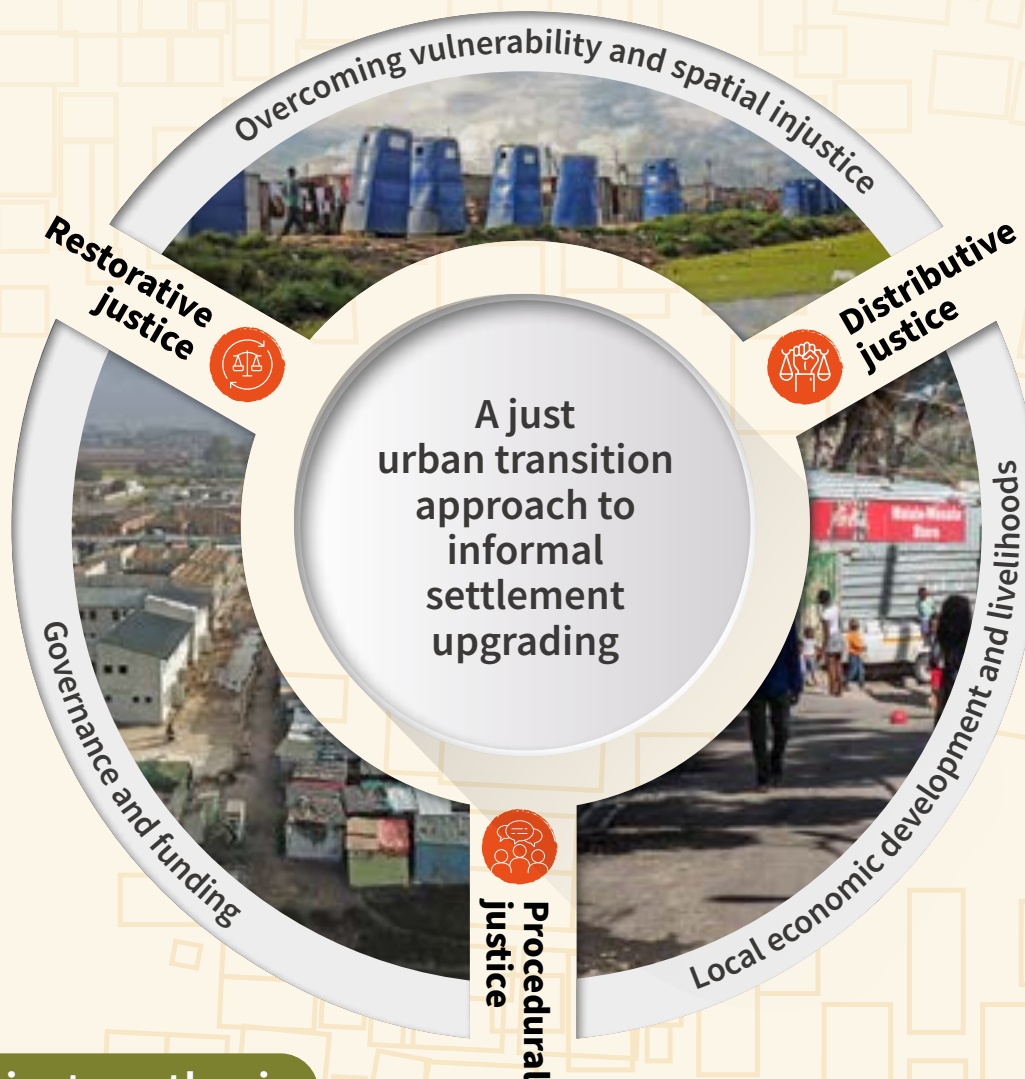 Overcoming vulnerability and spatial injustice
Restorative
justice
Distributive
justice
A just
urban transition
approach to
informal
settlement
upgrading
Governance and funding
Local economic development and livelihoods
Store
Procedural
justice